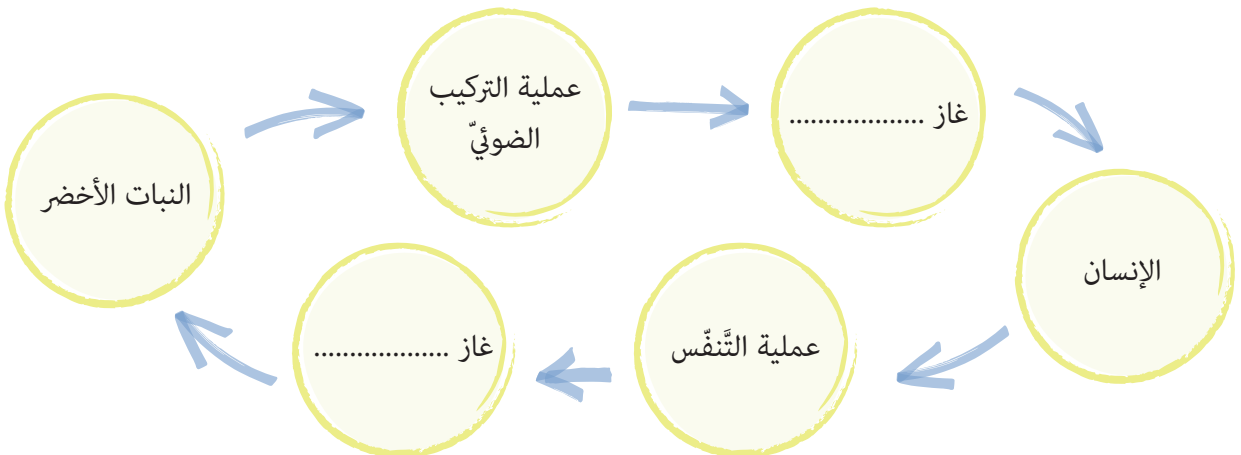 النبات الأخضر
عملية التركيب
الضوئيّ
غاز ...................
الإنسان
عملية التَّنفّس
غاز ...................